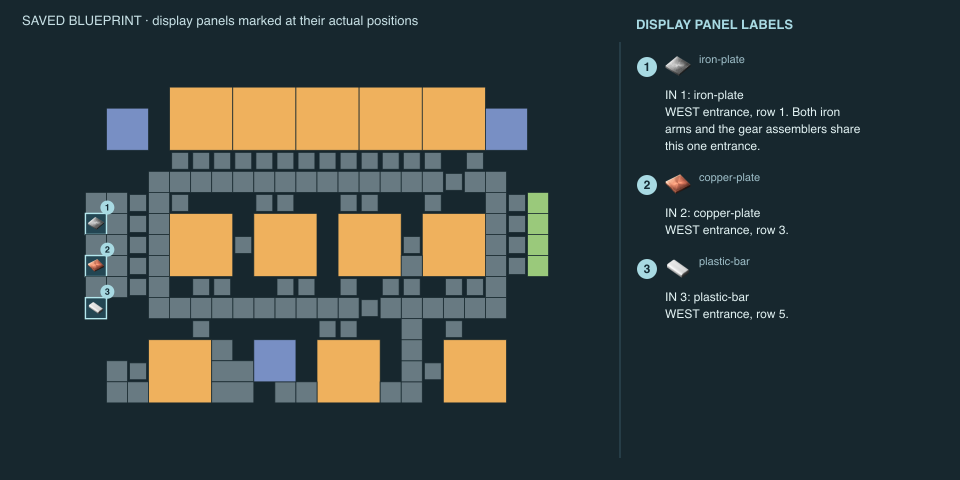 SAVED BLUEPRINT · display panels marked at their actual positions
1
2
3
DISPLAY PANEL LABELS
1 iron-plate
IN 1: iron-plate
WEST entrance, row 1. Both iron
arms and the gear assemblers share
this one entrance.
2 copper-plate
IN 2: copper-plate
WEST entrance, row 3.
3 plastic-bar
IN 3: plastic-bar
WEST entrance, row 5.